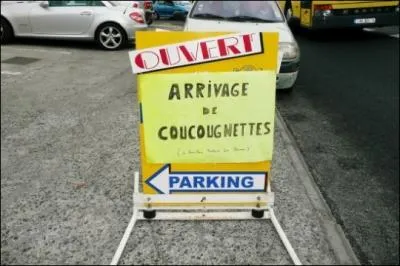 OUVERT
ARRIVAGE
DE
COUCOUGNETTES
PARKING